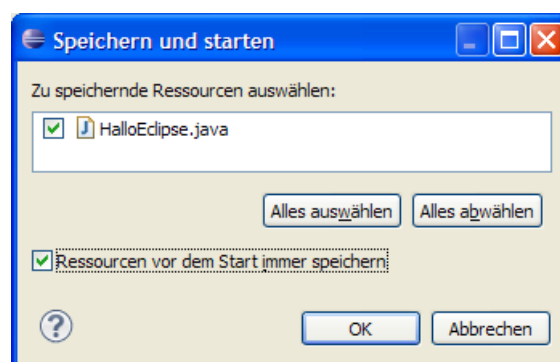 Speichern und starten
Zu speichernde Ressourcen auswählen:
HalloEclipse.java
Alles auswählen Alles abwählen
Ressourcen vor dem Start immer speichern
OK Abbrechen